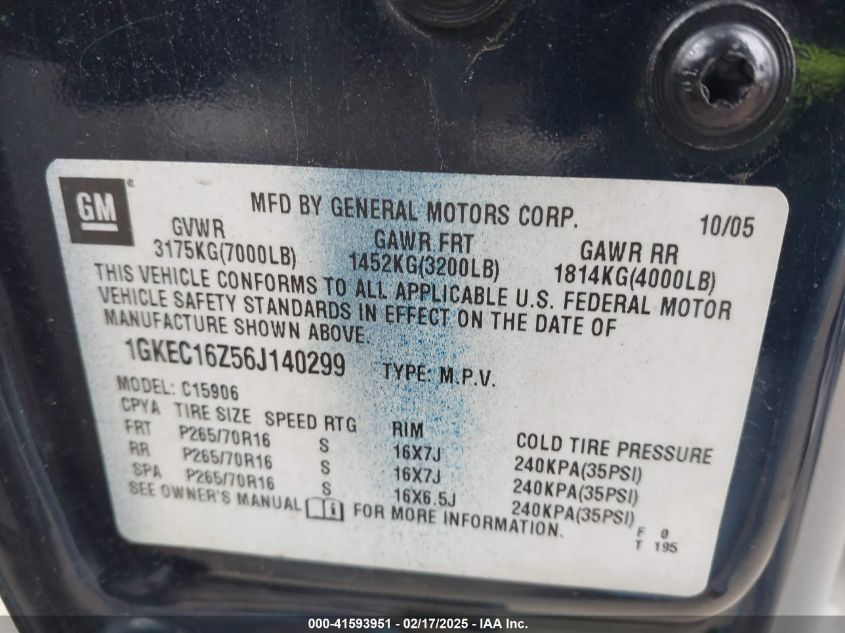 GM
MFD BY GENERAL MOTORS CORP. 10/05
GVWR GAWR FRT GAWR RR
3175KG(7000LB) 1452KG(3200LB) 1814KG(4000LB)
THIS VEHICLE CONFORMS TO ALL APPLICABLE U.S. FEDERAL MOTOR
VEHICLE SAFETY STANDARDS IN EFFECT ON THE DATE OF
MANUFACTURE SHOWN ABOVE.
1GKEC16Z56J140299 TYPE: M.P.V.
MODEL: C15906
CPYA TIRE SIZE SPEED RTG RIM COLD TIRE PRESSURE
FRT P265/70R16 S 16X7J 240KPA(35PSI)
RR P265/70R16 S 16X7J 240KPA(35PSI)
SPA P265/70R16 S 16X6.5J 240KPA(35PSI)
SEE OWNER'S MANUAL i FOR MORE INFORMATION.
F 0
T 195
000-41593951 - 02/17/2025 - IAA Inc.